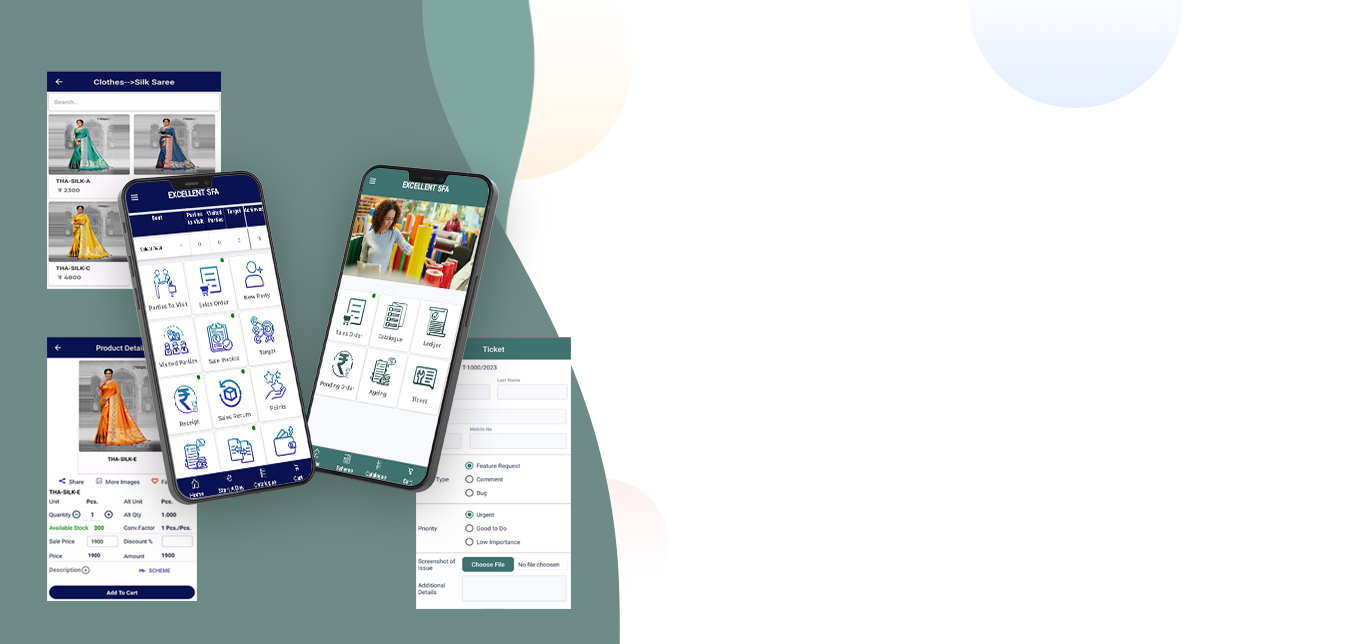 Clothes-->Silk Saree
Search..
THA-SILK-A
₹ 2300
THA-SILK-C
₹ 4800
EXCELLENT SFA
Parties to Visit
Visited Parties
Target
0 0
Parties To Visit
Sales Order
New Party
Visited Parties
Sale Invoice
Target
Receipt
Sales Return
Points
Home
Catalogue
Cart
EXCELLENT SFA
Sales Order
Catalogue
Ledger
Pending Order
Ageing
Ticket
Scheme
Catalogue
Product Detai
THA-SILK-E
Share
More Images
THA-SILK-E
Unit Pcs. Alt Unit Pcs.
Quantity 1 Alt Qty 1.000
Available Stock 300 Conv.Factor 1 Pcs./Pcs.
Sale Price 1900 Discount %
Price 1900 Amount 1900
Description SCHEME
Add To Cart
Ticket
T-1000/2023
Last Name
Mobile No
Type
Feature Request
Comment
Bug
Priority
Urgent
Good to Do
Low Importance
Screenshot of Issue
Choose File No file choosen
Additional Details